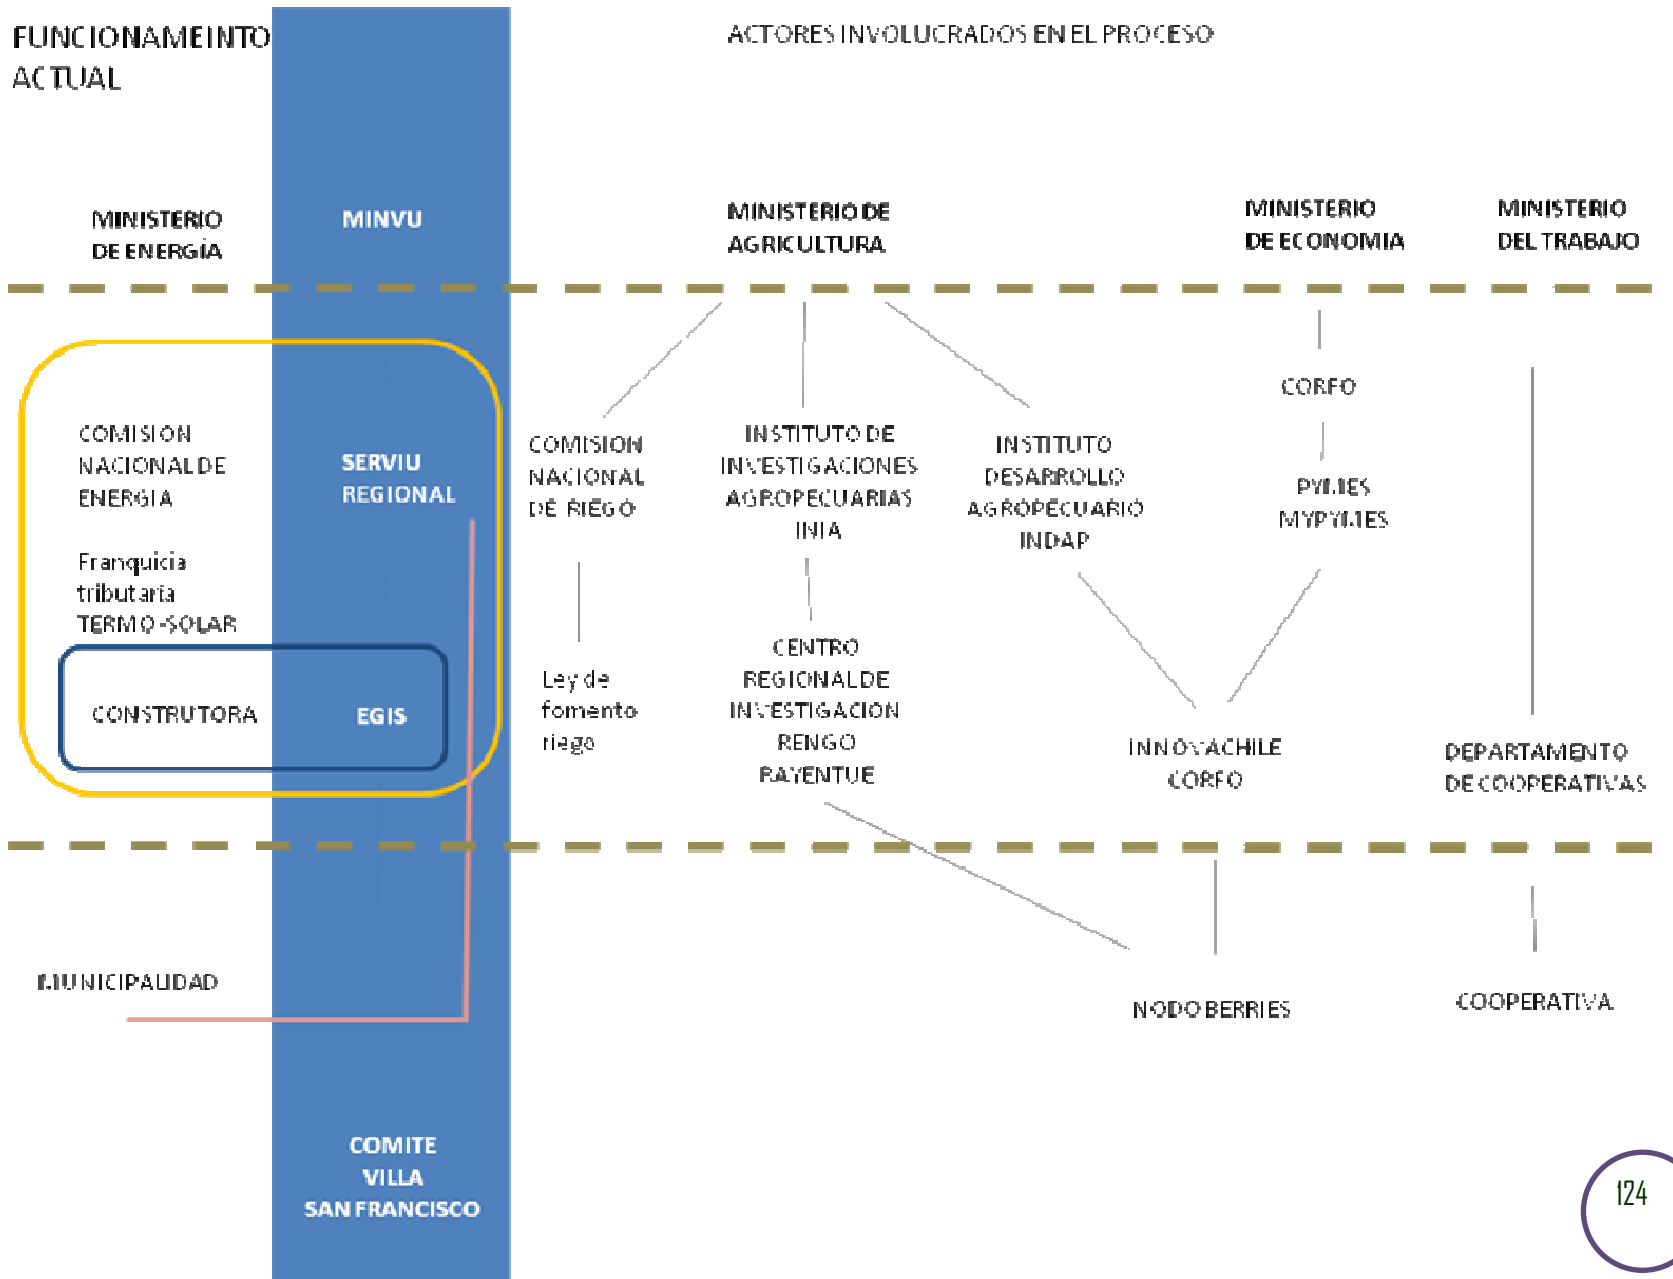 FUNCIONAMEINTO
ACTUAL
ACTORES INVOLUCRADOS EN EL PROCESO
MINISTERIO
DE ENERGÍA
MINVU
MINISTERIO DE
AGRICULTURA
MINISTERIO
DE ECONOMIA
MINISTERIO
DEL TRABAJO
COMISION
NACIONAL DE
ENERGIA
Franquicia
tributaria
TERMO-SOLAR
CONSTRUTORA
SERVIU
REGIONAL
EGIS
COMISION
NACIONAL
DE RIEGO
Ley de
fomento
riego
INSTITUTO DE
INVESTIGACIONES
AGROPECUARIAS
INIA
CENTRO
REGIONAL DE
INVESTIGACION
RENGO
RAYENTUE
INSTITUTO
DESARROLLO
AGROPECUARIO
INDAP
CORFO
PYMES
MYPYMES
INNOVACHILE
CORFO
DEPARTAMENTO
DE COOPERATIVAS
MUNICIPALIDAD
NODO BERRIES
COOPERATIVA
COMITE
VILLA
SAN FRANCISCO
124